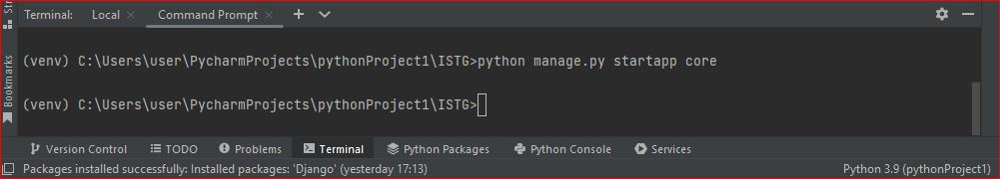 Terminal: Local × Command Prompt × +
(venv) C:\Users\user\PycharmProjects\pythonProject1\ISTG>python manage.py startapp core
(venv) C:\Users\user\PycharmProjects\pythonProject1\ISTG>
Bookmarks
Version Control TODO Problems Terminal Python Packages Python Console Services
Packages installed successfully: Installed packages: 'Django' (yesterday 17:13) Python 3.9 (pythonProject1)